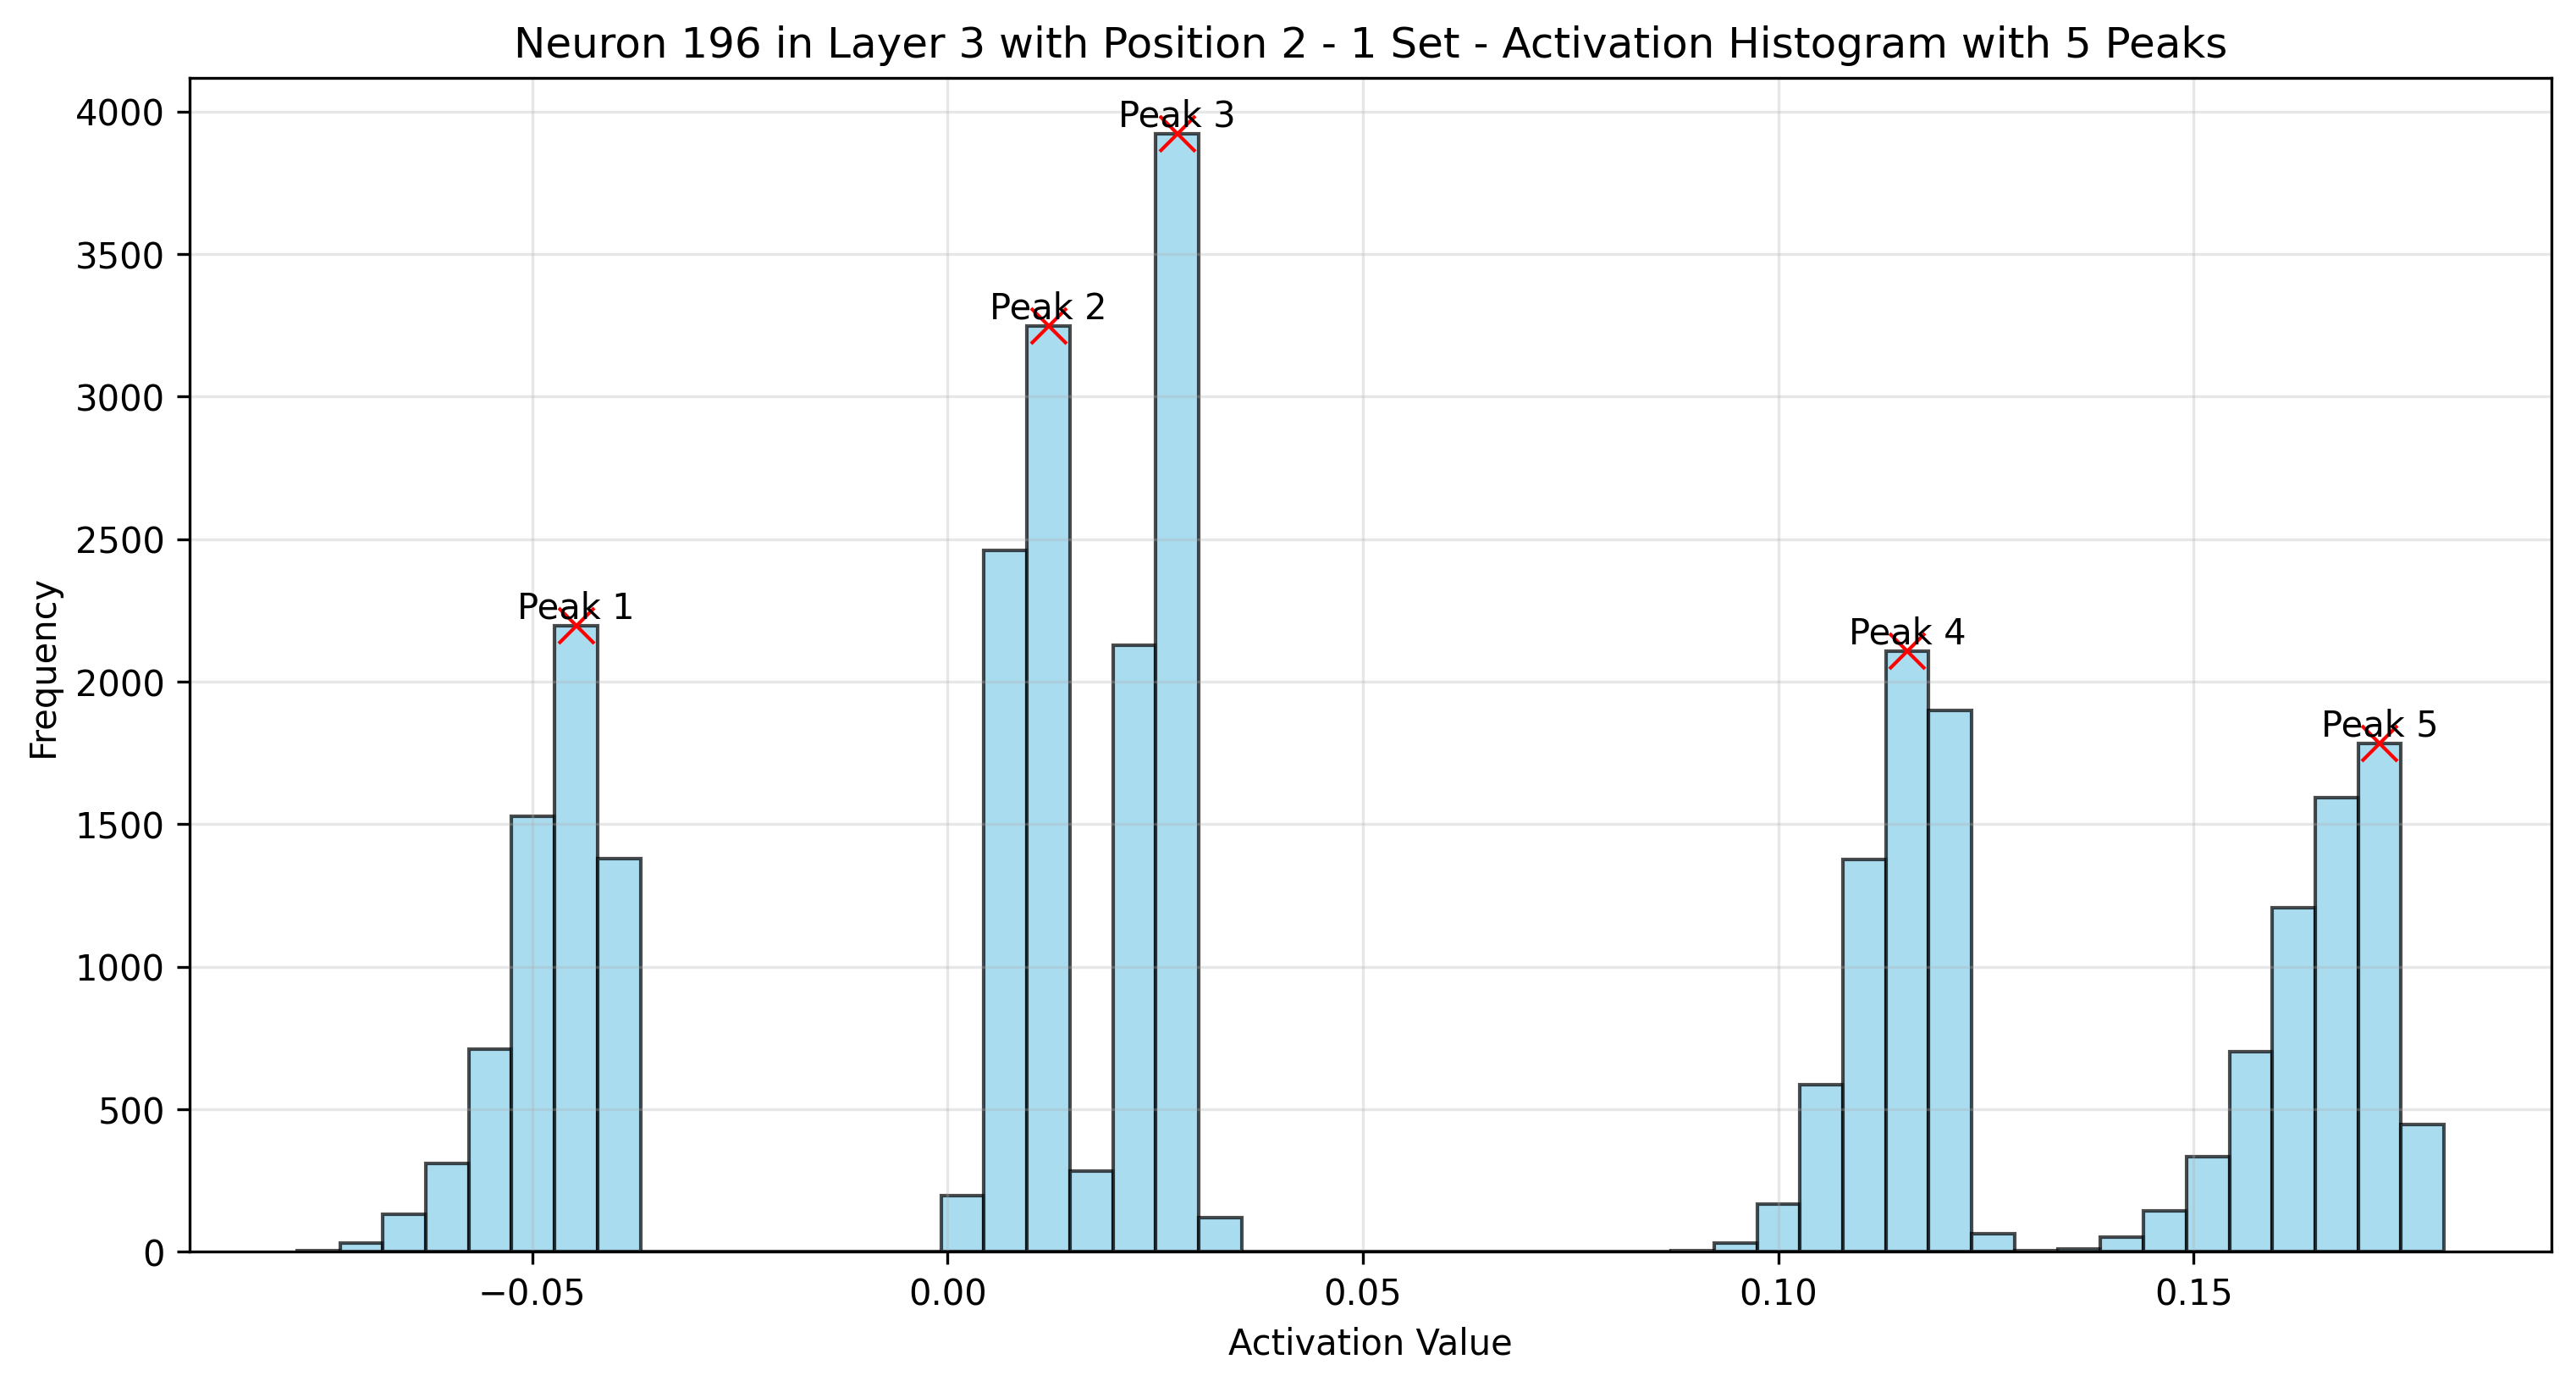 Neuron 196 in Layer 3 with Position 2 - 1 Set - Activation Histogram with 5 Peaks
4000
3500
3000
2500
2000
1500
1000
500
0
Frequency
Peak 1
Peak 2
Peak 3
Peak 4
Peak 5
−0.05
0.00
0.05
0.10
0.15
Activation Value